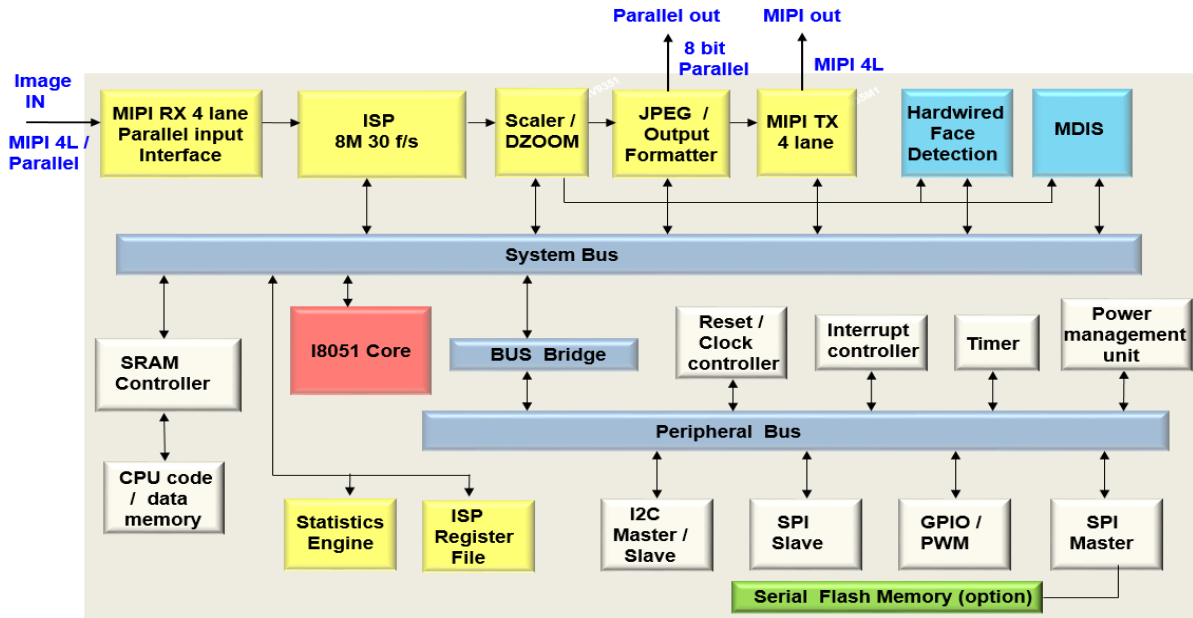 Parallel out
MIPI out
8 bit
Parallel
MIPI 4L
Image
IN
MIPI 4L /
Parallel
MIPI RX 4 lane
Parallel input
Interface
ISP
8M 30 f/s
Scaler /
DZOOM
JPEG /
Output
Formatter
MIPI TX
4 lane
Hardwired
Face
Detection
MDIS
System Bus
SRAM
Controller
I8051 Core
BUS Bridge
Reset /
Clock
controller
Interrupt
controller
Timer
Power
management
unit
Peripheral Bus
CPU code
/ data
memory
Statistics
Engine
ISP
Register
File
I2C
Master /
Slave
SPI
Slave
GPIO /
PWM
SPI
Master
Serial Flash Memory (option)